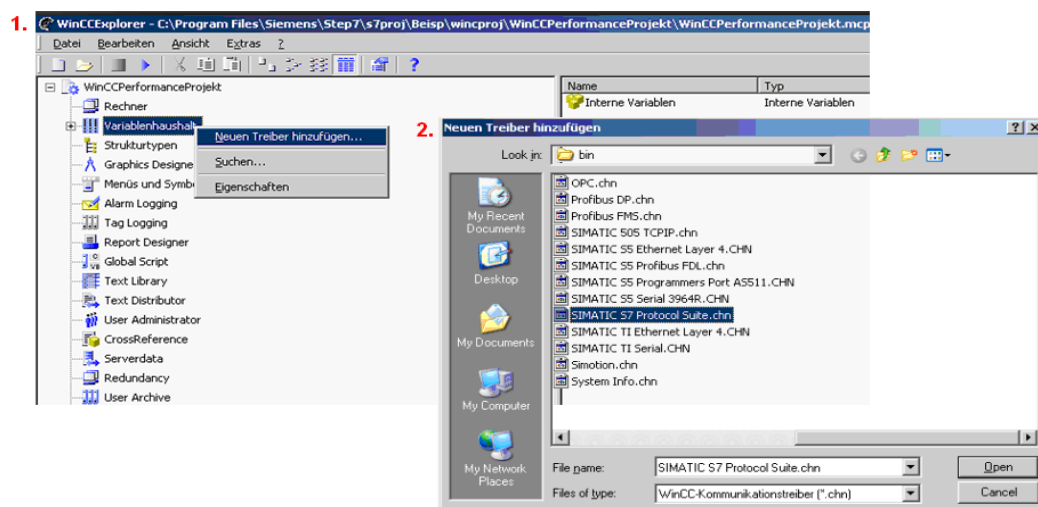 1.
WinCCExplorer - C:\Program Files\Siemens\Step7\s7proj\Beisp\wincproj\WinCCPerformanceProjekt\WinCCPerformanceProjekt.mcp
Datei Bearbeiten Ansicht Extras ?
WinCCPerformanceProjekt
Rechner
Variablenhaushalt
Strukturtypen
Graphics Designe
Menüs und Symb
Alarm Logging
Tag Logging
Report Designer
Global Script
Text Library
Text Distributor
User Administrator
CrossReference
Serverdata
Redundancy
User Archive
Neuen Treiber hinzufügen...
Suchen...
Eigenschaften
Name Typ
Interne Variablen Interne Variablen
2.
Neuen Treiber hinzufügen
Look in: bin
My Recent
Documents
Desktop
My Documents
My Computer
My Network
Places
OPC.chn
Profibus DP.chn
Profibus FMS.chn
SIMATIC 505 TCPIP.chn
SIMATIC S5 Ethernet Layer 4.CHN
SIMATIC S5 Profibus FDL.chn
SIMATIC S5 Programmers Port AS511.CHN
SIMATIC S5 Serial 3964R.CHN
SIMATIC S7 Protocol Suite.chn
SIMATIC TI Ethernet Layer 4.CHN
SIMATIC TI Serial.CHN
Simotion.chn
System Info.chn
File name: SIMATIC S7 Protocol Suite.chn Open
Files of type: WinCC-Kommunikationstreiber (*.chn) Cancel